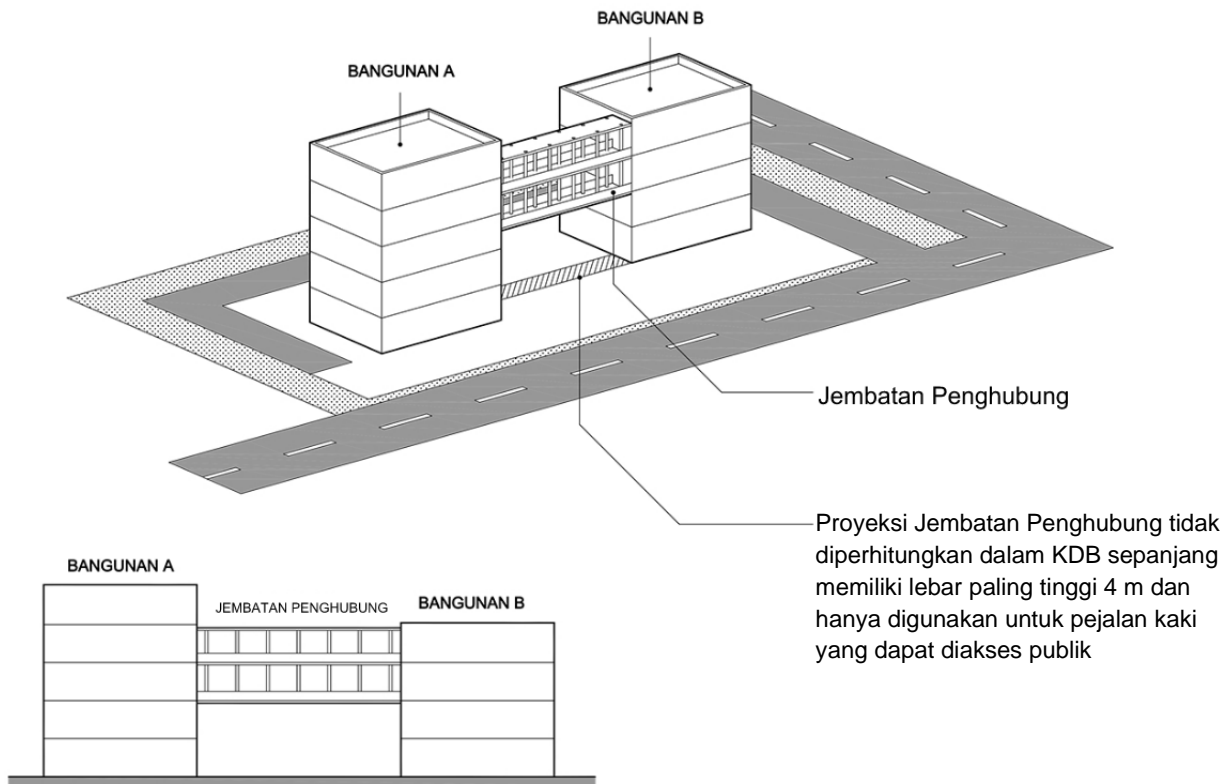 BANGUNAN B
BANGUNAN A
Jembatan Penghubung
Proyeksi Jembatan Penghubung tidak
diperhitungkan dalam KDB sepanjang
memiliki lebar paling tinggi 4 m dan
hanya digunakan untuk pejalan kaki
yang dapat diakses publik
BANGUNAN A
JEMBATAN PENGHUBUNG
BANGUNAN B